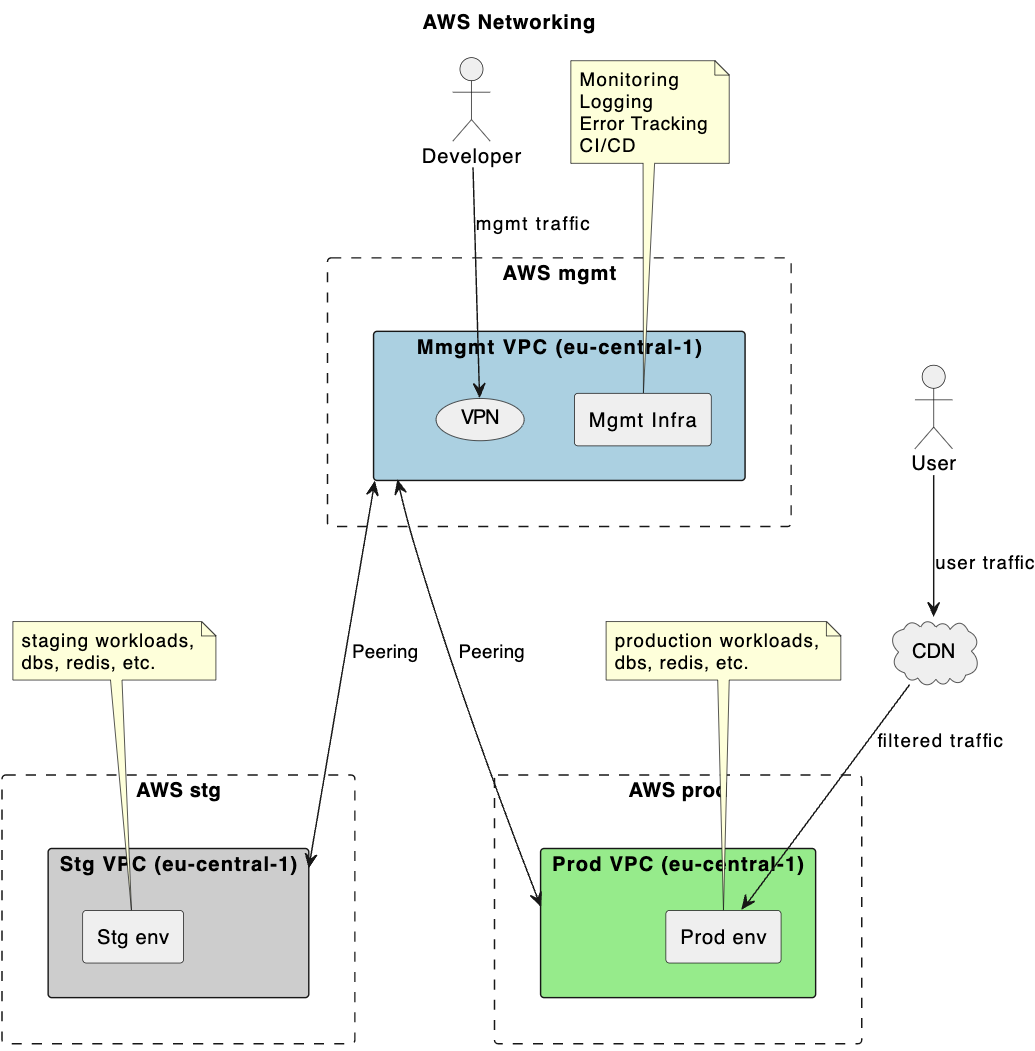 AWS Networking
Monitoring
Logging
Error Tracking
CI/CD
Developer
mgmt traffic
AWS mgmt
Mmgmt VPC (eu-central-1)
VPN
Mgmt Infra
User
user traffic
staging workloads,
dbs, redis, etc.
Peering
Peering
production workloads,
dbs, redis, etc.
CDN
filtered traffic
AWS stg
AWS prod
Stg VPC (eu-central-1)
Prod VPC (eu-central-1)
Stg env
Prod env